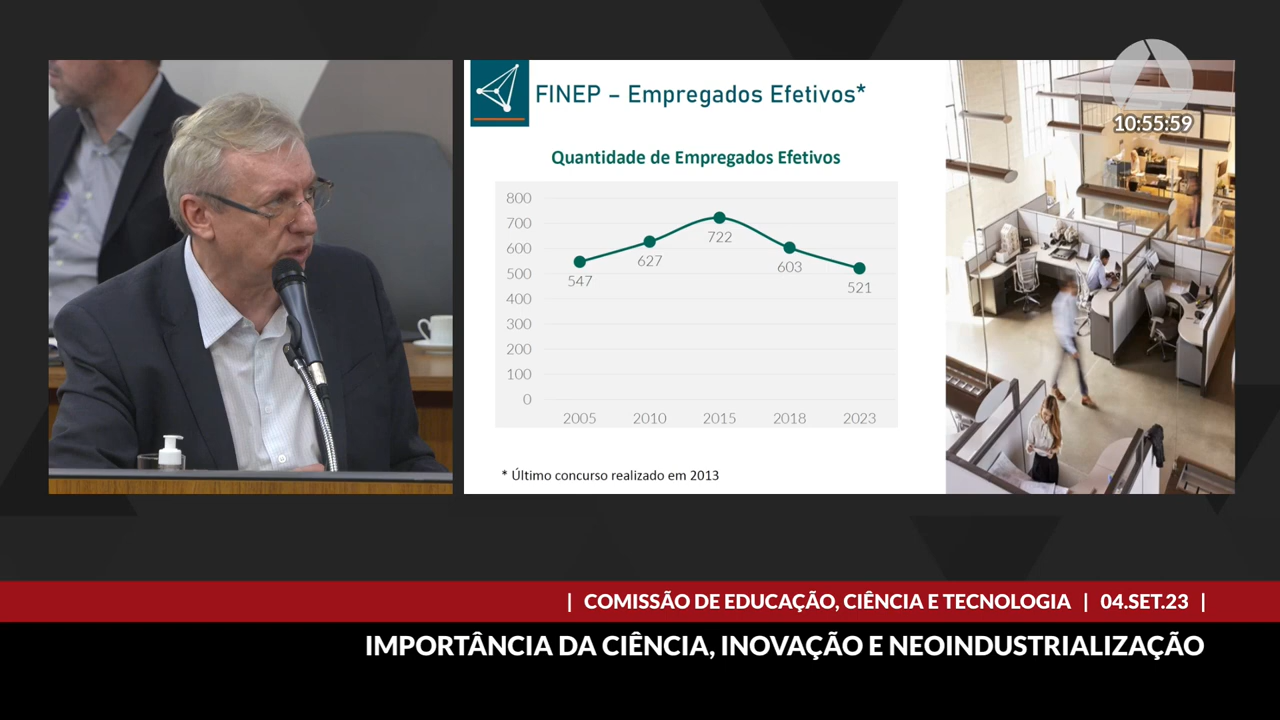 10:55:59
FINEP – Empregados Efetivos*
Quantidade de Empregados Efetivos
800
700
600
500
400
300
200
100
0
547
627
722
603
521
2005 2010 2015 2018 2023
* Último concurso realizado em 2013
| COMISSÃO DE EDUCAÇÃO, CIÊNCIA E TECNOLOGIA | 04.SET.23 |
IMPORTÂNCIA DA CIÊNCIA, INOVAÇÃO E NEOINDUSTRIALIZAÇÃO